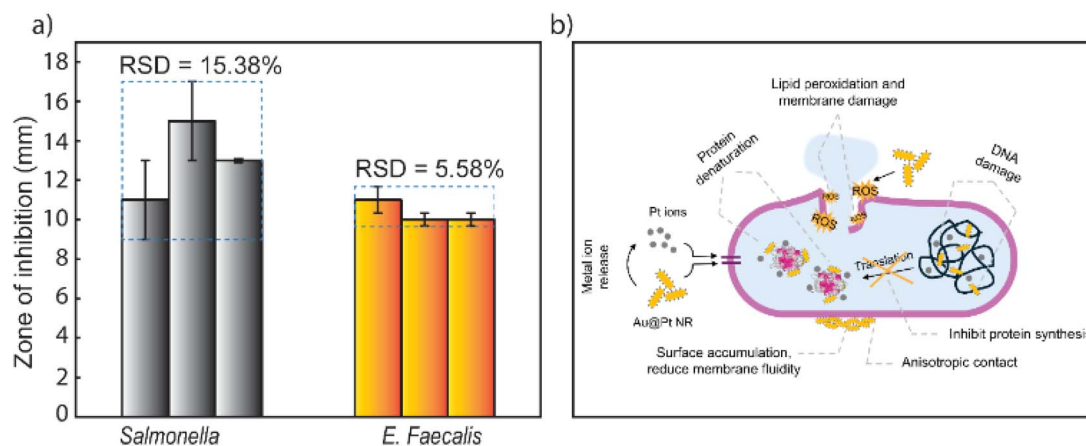 a)
Zone of inhibition (mm)
18
16
14
12
10
8
6
4
2
0
RSD = 15.38%
RSD = 5.58%
Salmonella
E. Faecalis
b)
Lipid peroxidation and
membrane damage
Protein
denaturation
DNA
damage
ROS
ROS
ROS
ROS
Pt ions
Metal ion
release
Translation
Au@Pt NR
Inhibit protein synthesis
Surface accumulation,
reduce membrane fluidity
Anisotropic contact